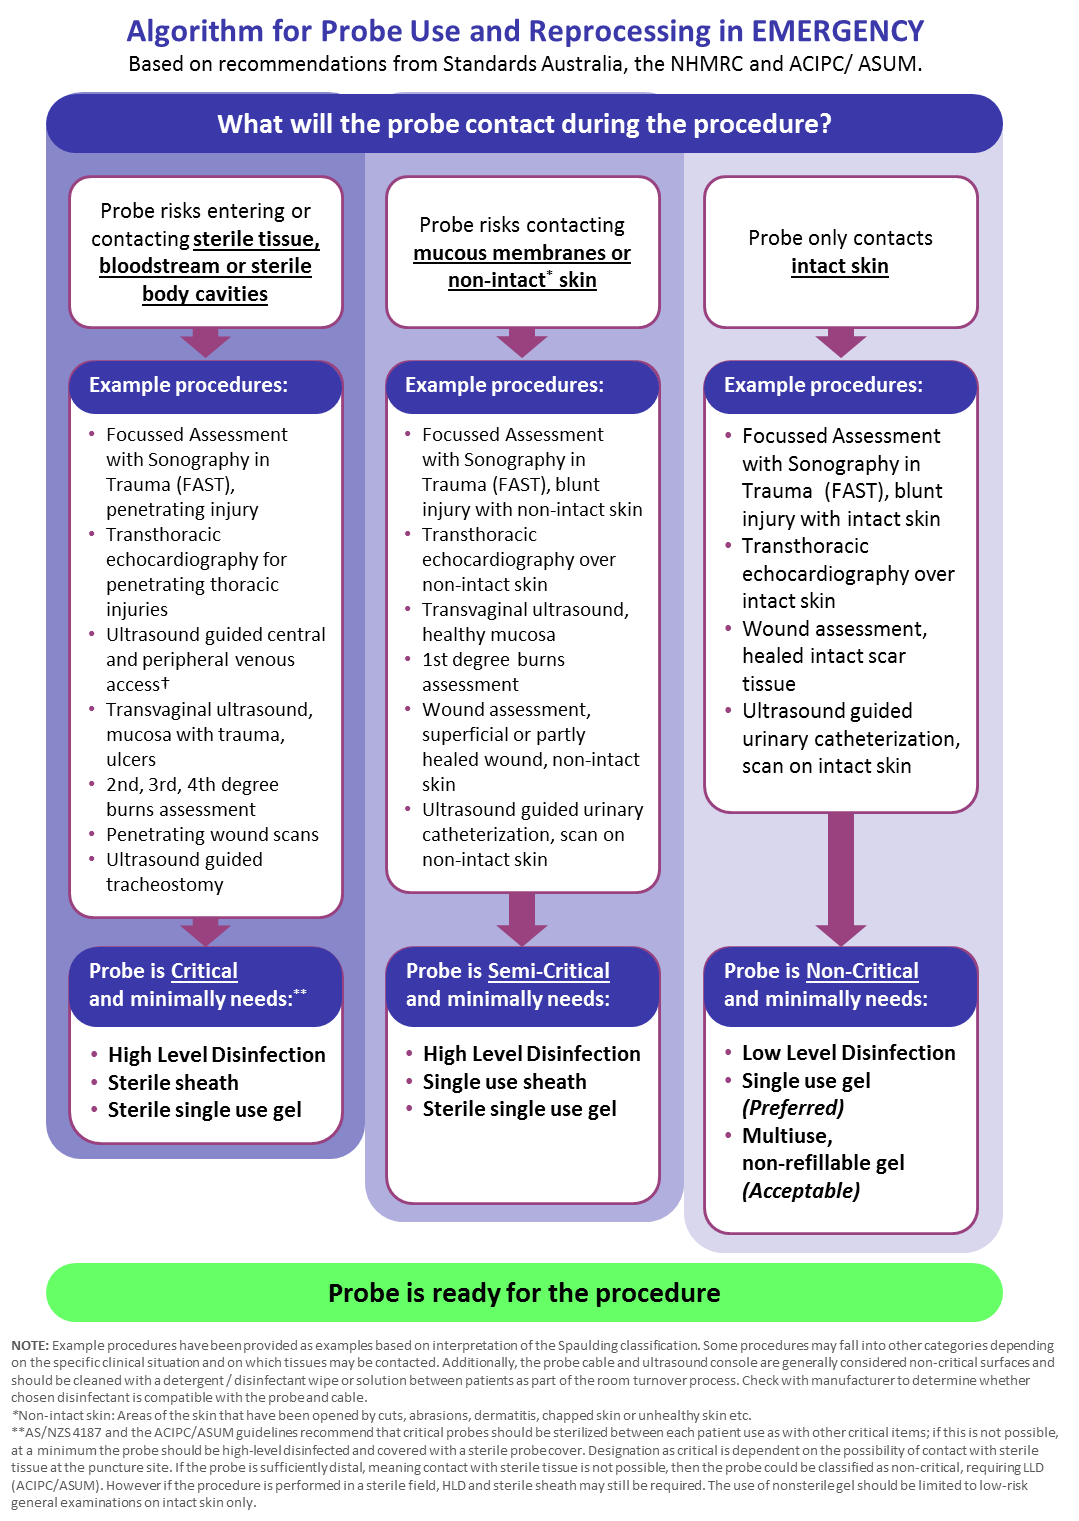 Algorithm for Probe Use and Reprocessing in EMERGENCY
Based on recommendations from Standards Australia, the NHMRC and ACIPC/ ASUM.
What will the probe contact during the procedure?
Probe risks entering or
contacting sterile tissue,
bloodstream or sterile
body cavities
Example procedures:
• Focussed Assessment
with Sonography in
Trauma (FAST),
penetrating injury
• Transthoracic
echocardiography for
penetrating thoracic
injuries
• Ultrasound guided central
and peripheral venous
access†
• Transvaginal ultrasound,
mucosa with trauma,
ulcers
• 2nd, 3rd, 4th degree
burns assessment
• Penetrating wound scans
• Ultrasound guided
tracheostomy
Probe is Critical
and minimally needs:**
• High Level Disinfection
• Sterile sheath
• Sterile single use gel
Probe risks contacting
mucous membranes or
non-intact* skin
Example procedures:
• Focussed Assessment
with Sonography in
Trauma (FAST), blunt
injury with non-intact skin
• Transthoracic
echocardiography over
non-intact skin
• Transvaginal ultrasound,
healthy mucosa
• 1st degree burns
assessment
• Wound assessment,
superficial or partly
healed wound, non-intact
skin
• Ultrasound guided urinary
catheterization, scan on
non-intact skin
Probe is Semi-Critical
and minimally needs:
• High Level Disinfection
• Single use sheath
• Sterile single use gel
Probe only contacts
intact skin
Example procedures:
• Focussed Assessment
with Sonography in
Trauma (FAST), blunt
injury with intact skin
• Transthoracic
echocardiography over
intact skin
• Wound assessment,
healed intact scar
tissue
• Ultrasound guided
urinary catheterization,
scan on intact skin
Probe is Non-Critical
and minimally needs:
• Low Level Disinfection
• Single use gel
(Preferred)
• Multiuse,
non-refillable gel
(Acceptable)
Probe is ready for the procedure
NOTE: Example procedures have been provided as examples based on interpretation of the Spaulding classification. Some procedures may fall into other categories depending
on the specific clinical situation and on which tissues may be contacted. Additionally, the probe cable and ultrasound console are generally considered non-critical surfaces and
should be cleaned with a detergent / disinfectant wipe or solution between patients as part of the room turnover process. Check with manufacturer to determine whether
chosen disinfectant is compatible with the probe and cable.
*Non-intact skin: Areas of the skin that have been opened by cuts, abrasions, dermatitis, chapped skin or unhealthy skin etc.
**AS/NZS 4187 and the ACIPC/ASUM guidelines recommend that critical probes should be sterilized between each patient use as with other critical items; if this is not possible,
at a minimum the probe should be high-level disinfected and covered with a sterile probe cover. Designation as critical is dependent on the possibility of contact with sterile
tissue at the puncture site. If the probe is sufficiently distal, meaning contact with sterile tissue is not possible, then the probe could be classified as non-critical, requiring LLD
(ACIPC/ASUM). However if the procedure is performed in a sterile field, HLD and sterile sheath may still be required. The use of nonsterile gel should be limited to low-risk
general examinations on intact skin only.